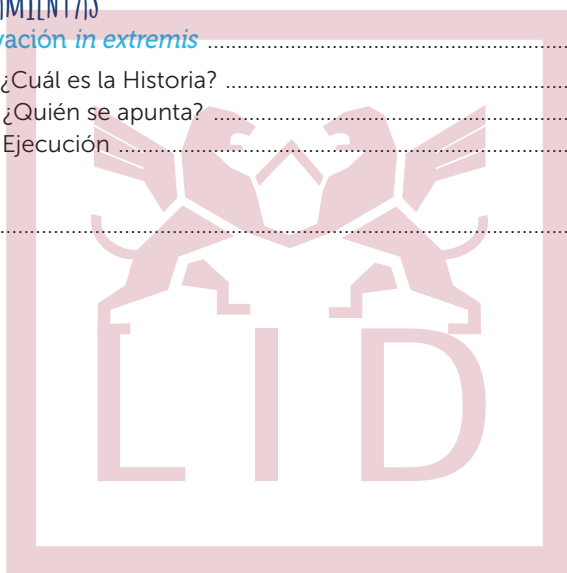 vación in extremis ..........................................................
¿Cuál es la Historia? ..........................................................
¿Quién se apunta? ..........................................................
Ejecución ..........................................................
..........................................................
LID